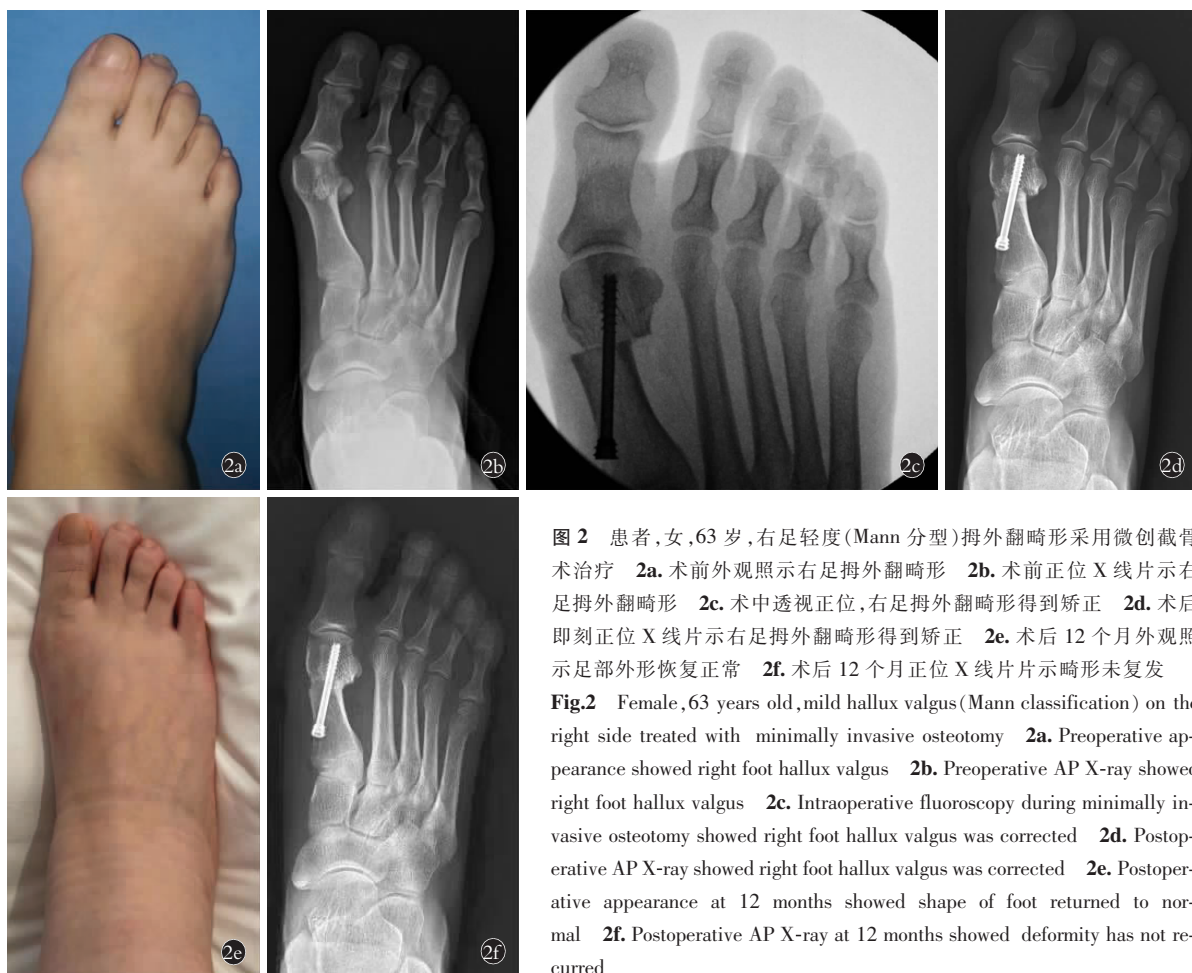 2a
2b
2c
2d
2e
2f
图 2 患者,女,63 岁,右足轻度(Mann 分型)拇外翻畸形采用微创截骨
术治疗 2a. 术前外观照示右足拇外翻畸形 2b. 术前正位 X 线片示右
足拇外翻畸形 2c. 术中透视正位,右足拇外翻畸形得到矫正 2d. 术后
即刻正位 X 线片示右足拇外翻畸形得到矫正 2e. 术后 12 个月外观照
示足部外形恢复正常 2f. 术后 12 个月正位 X 线片片示畸形未复发
Fig.2 Female,63 years old,mild hallux valgus(Mann classification) on the
right side treated with minimally invasive osteotomy 2a. Preoperative ap-
pearance showed right foot hallux valgus 2b. Preoperative AP X-ray showed
right foot hallux valgus 2c. Intraoperative fluoroscopy during minimally in-
vasive osteotomy showed right foot hallux valgus was corrected 2d. Postop-
erative AP X-ray showed right foot hallux valgus was corrected 2e. Postoper-
ative appearance at 12 months showed shape of foot returned to nor-
mal 2f. Postoperative AP X-ray at 12 months showed deformity has not re-
curred